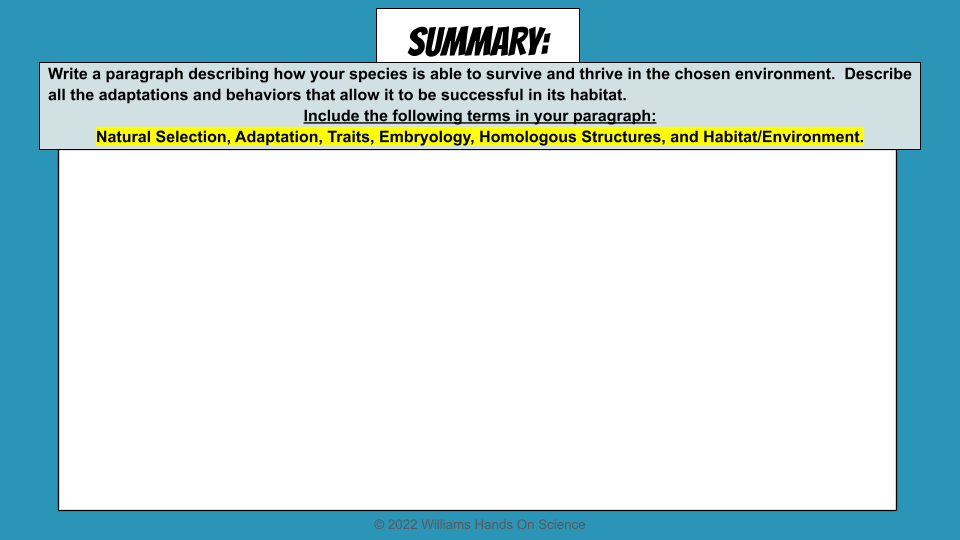 SUMMARY:
Write a paragraph describing how your species is able to survive and thrive in the chosen environment.  Describe
all the adaptations and behaviors that allow it to be successful in its habitat.
Include the following terms in your paragraph:
Natural Selection, Adaptation, Traits, Embryology, Homologous Structures, and Habitat/Environment.
© 2022 Williams Hands On Science